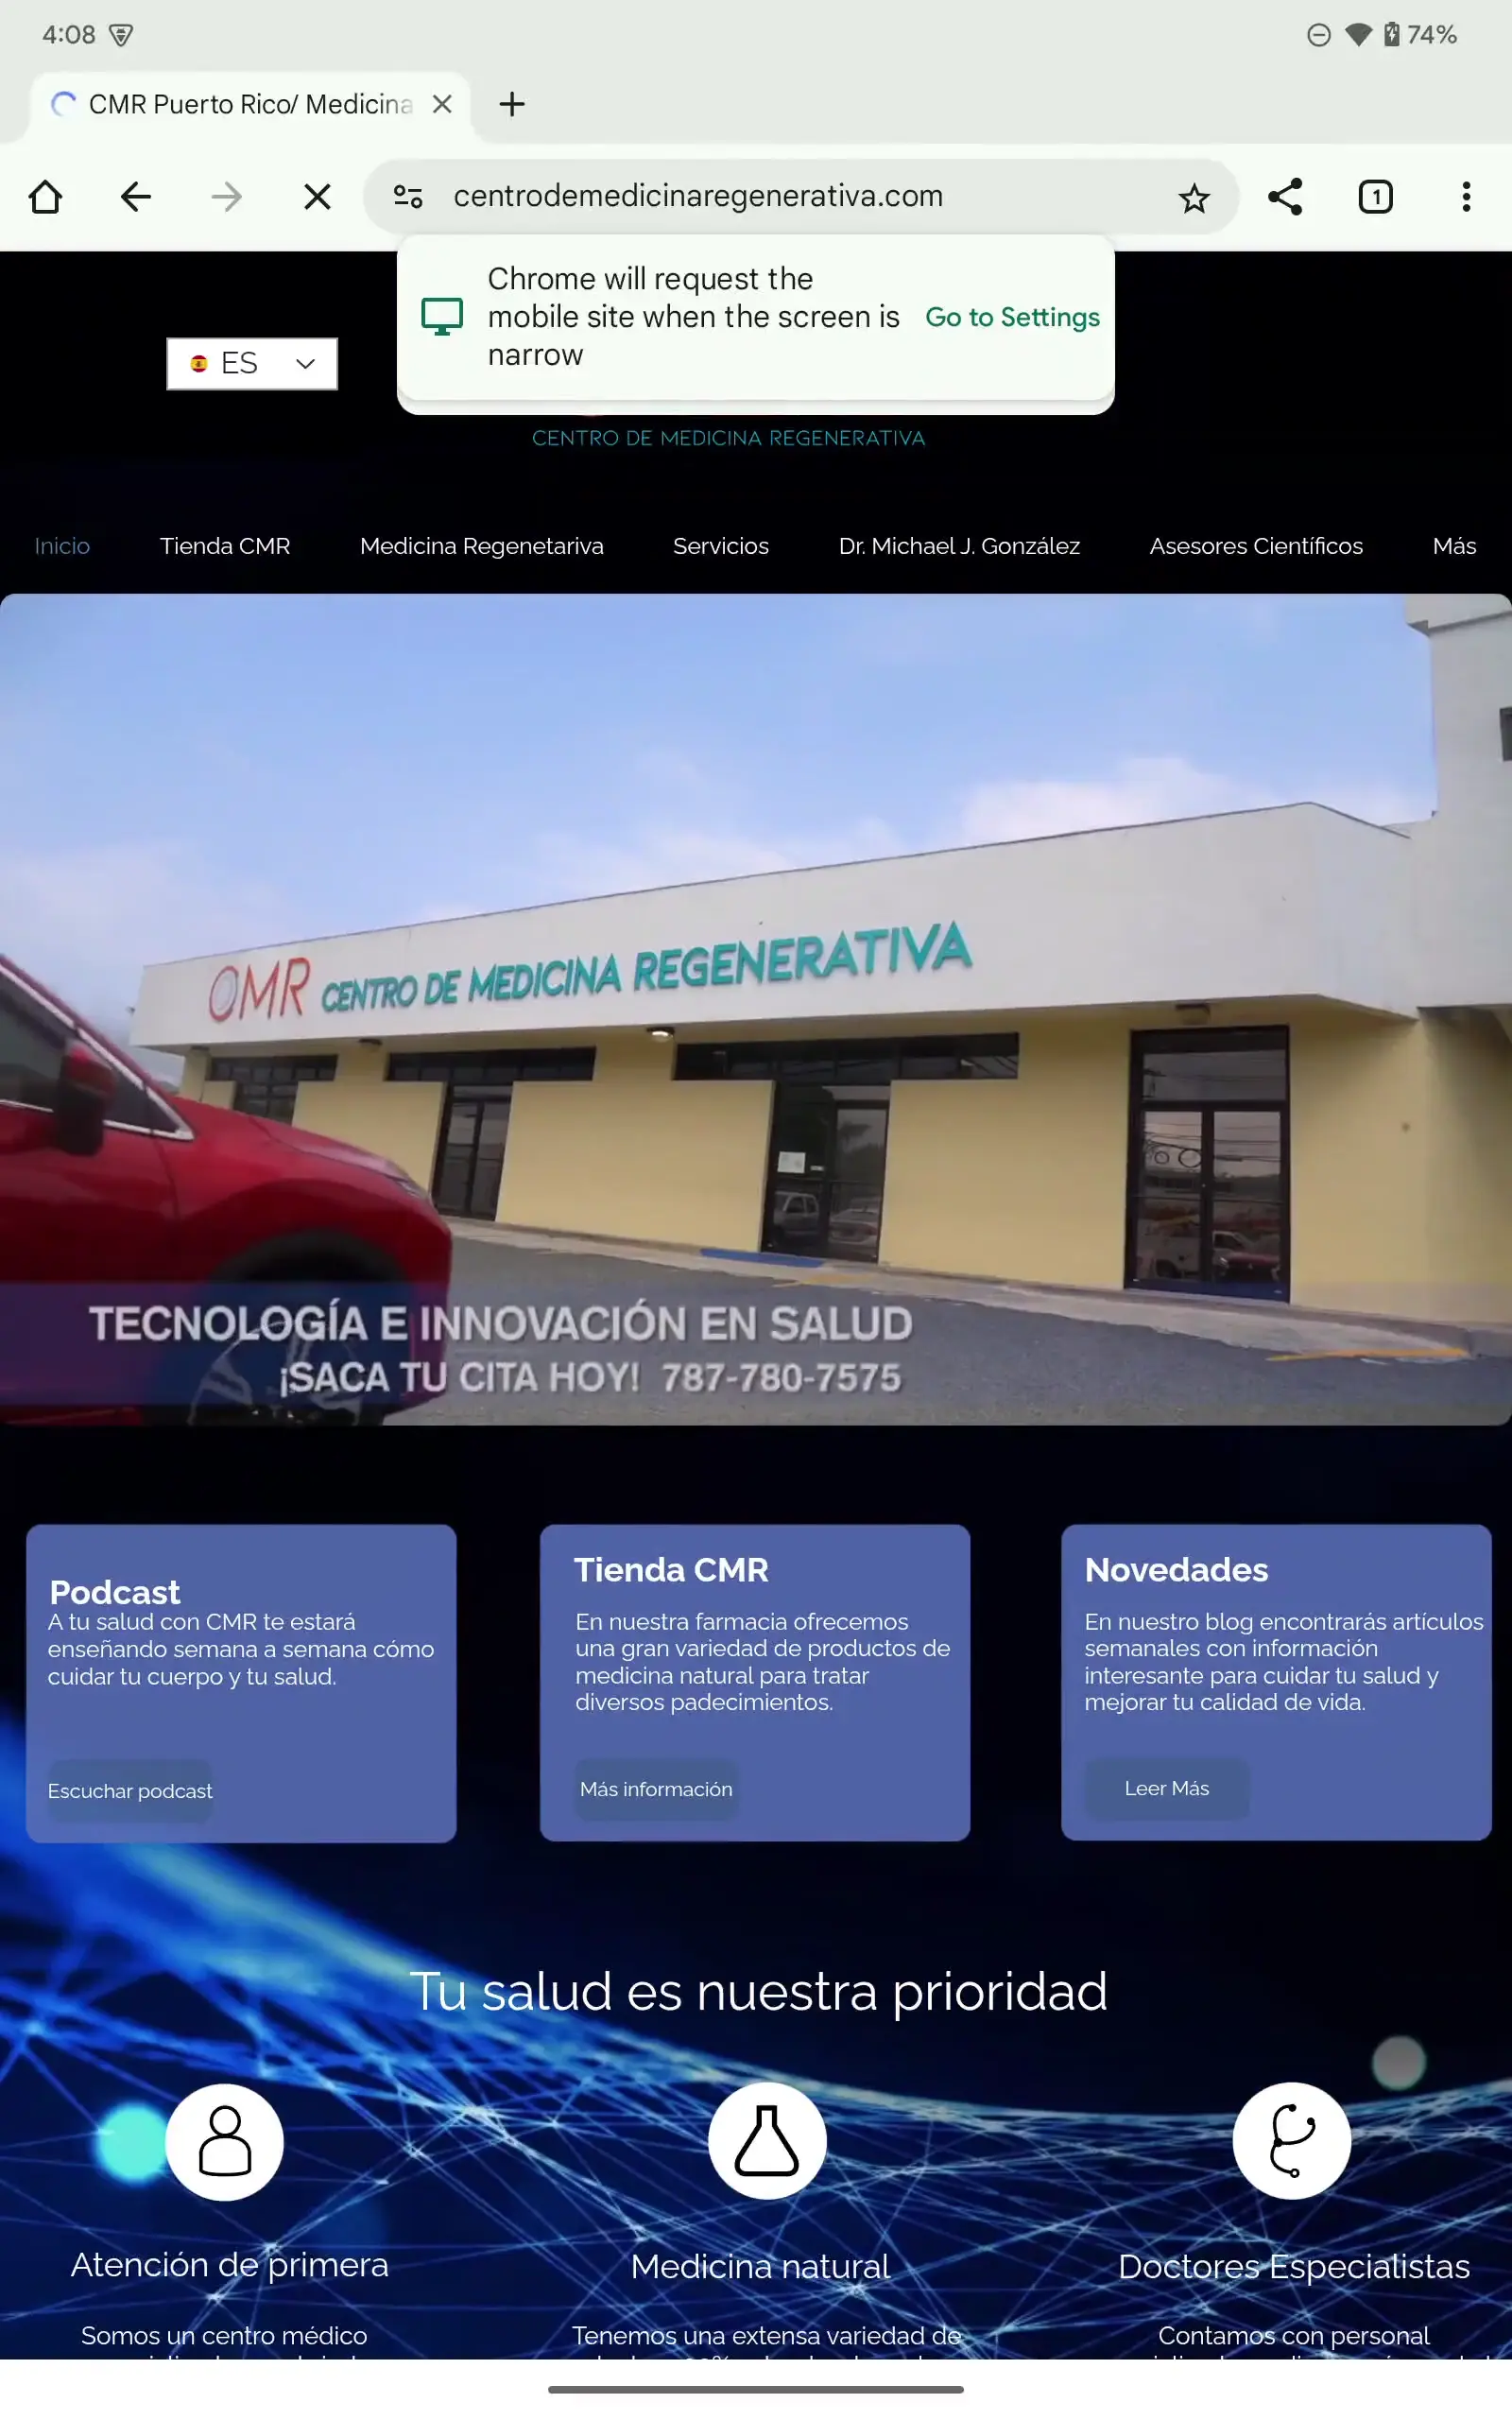 4:08
74%
CMR Puerto Rico/ Medicina
centrodemedicinaregenerativa.com
1
Chrome will request the
mobile site when the screen is
narrow
Go to Settings
ES
CENTRO DE MEDICINA REGENERATIVA
Inicio
Tienda CMR
Medicina Regenetariva
Servicios
Dr. Michael J. González
Asesores Científicos
Más
CMR CENTRO DE MEDICINA REGENERATIVA
TECNOLOGÍA E INNOVACIÓN EN SALUD
¡SACA TU CITA HOY! 787-780-7575
Podcast
A tu salud con CMR te estará
enseñando semana a semana cómo
cuidar tu cuerpo y tu salud.
Escuchar podcast
Tienda CMR
En nuestra farmacia ofrecemos
una gran variedad de productos de
medicina natural para tratar
diversos padecimientos.
Más información
Novedades
En nuestro blog encontrarás artículos
semanales con información
interesante para cuidar tu salud y
mejorar tu calidad de vida.
Leer Más
Tu salud es nuestra prioridad
Atención de primera
Somos un centro médico
Medicina natural
Tenemos una extensa variedad de
Doctores Especialistas
Contamos con personal